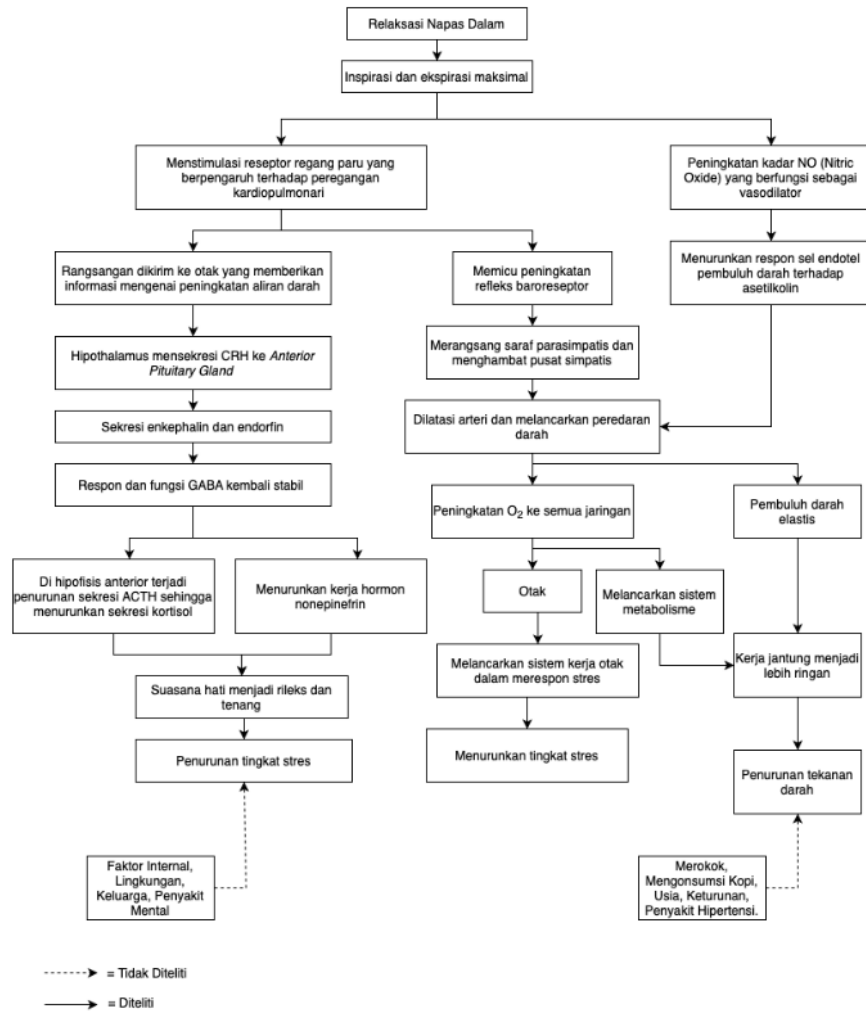 Relaksasi Napas Dalam
Inspirasi dan ekspirasi maksimal
Menstimulasi reseptor regang paru yang
berpengaruh terhadap peregangan
kardiopulmonari
Peningkatan kadar NO (Nitric
Oxide) yang berfungsi sebagai
vasodilator
Rangsangan dikirim ke otak yang memberikan
informasi mengenai peningkatan aliran darah
Memicu peningkatan
refleks baroreseptor
Menurunkan respon sel endotel
pembuluh darah terhadap
asetilkolin
Hipothalamus mensekresi CRH ke Anterior
Pituitary Gland
Merangsang saraf parasimpatis dan
menghambat pusat simpatis
Sekresi enkephalin dan endorfin
Dilatasi arteri dan melancarkan peredaran
darah
Respon dan fungsi GABA kembali stabil
Peningkatan O₂ ke semua jaringan
Pembuluh darah
elastis
Di hipofisis anterior terjadi
penurunan sekresi ACTH sehingga
menurunkan sekresi kortisol
Menurunkan kerja hormon
nonepinefrin
Otak
Melancarkan sistem
metabolisme
Melancarkan sistem kerja otak
dalam merespon stres
Kerja jantung menjadi
lebih ringan
Suasana hati menjadi rileks dan
tenang
Penurunan tingkat stres
Menurunkan tingkat stres
Penurunan tekanan
darah
Faktor Internal,
Lingkungan,
Keluarga, Penyakit
Mental
Merokok,
Mengonsumsi Kopi,
Usia, Keturunan,
Penyakit Hipertensi.
= Tidak Diteliti
= Diteliti